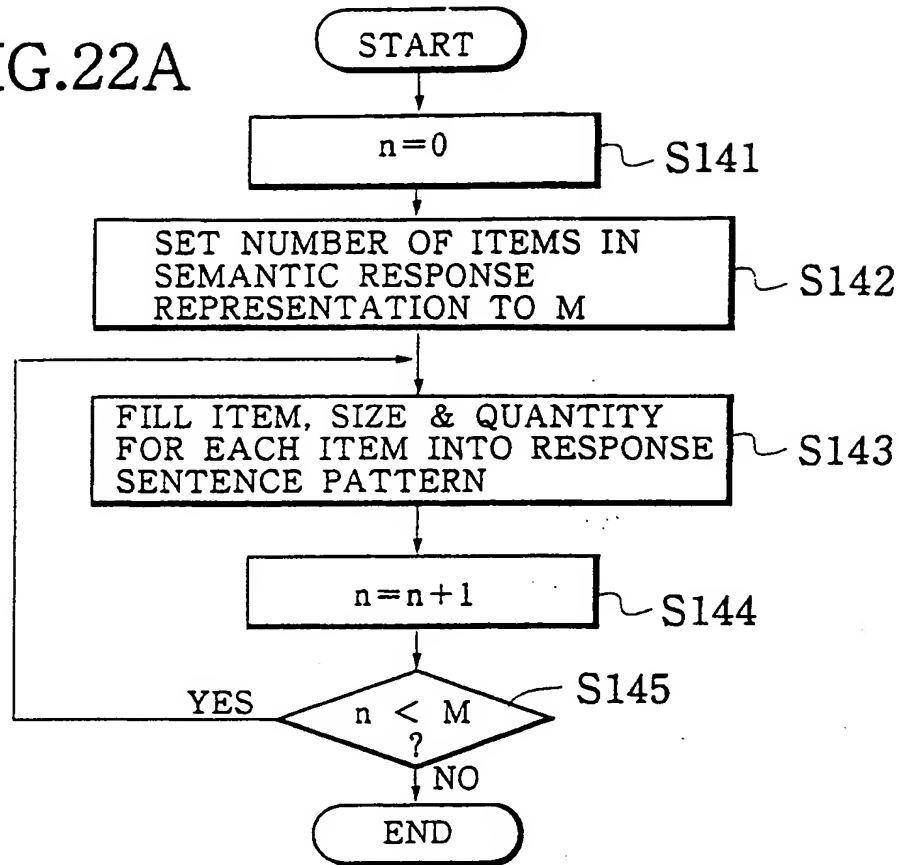 IG.22A
START
n=0
S141
SET NUMBER OF ITEMS IN
SEMANTIC RESPONSE
REPRESENTATION TO M
S142
FILL ITEM, SIZE & QUANTITY
FOR EACH ITEM INTO RESPONSE
SENTENCE PATTERN
S143
n=n+1
S144
n < M
?
S145
YES
NO
END